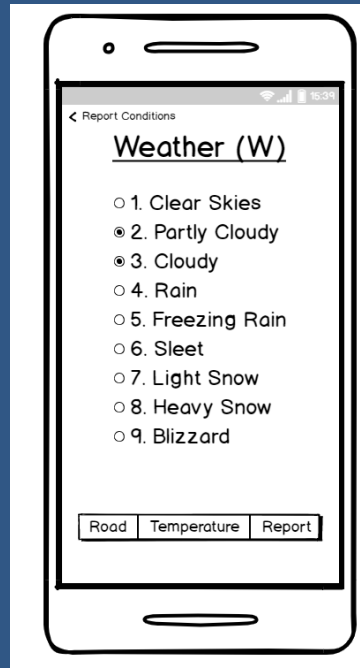 15:39
Report Conditions
Weather (W)
1. Clear Skies
2. Partly Cloudy
3. Cloudy
4. Rain
5. Freezing Rain
6. Sleet
7. Light Snow
8. Heavy Snow
9. Blizzard
Road Temperature Report